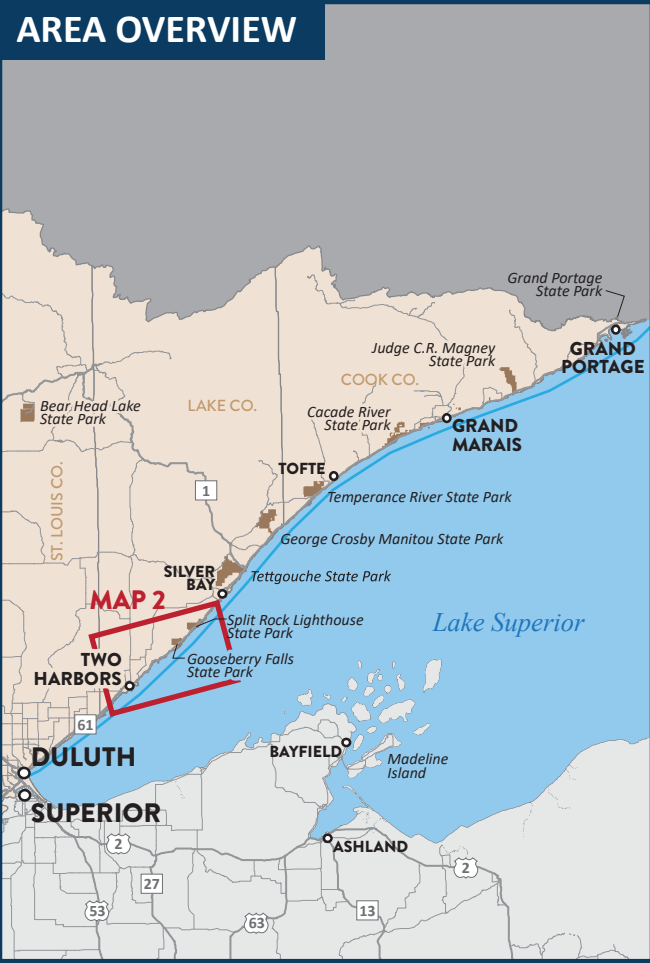 AREA OVERVIEW
Grand Portage
State Park
GRAND
PORTAGE
Judge C.R. Magney
State Park
COOK CO.
LAKE CO.
Bear Head Lake
State Park
Cacade River
State Park
GRAND
MARAIS
TOFTE
ST. LOUIS CO.
1
Temperance River State Park
George Crosby Manitou State Park
SILVER
BAY
Tettgouche State Park
MAP 2
Split Rock Lighthouse
State Park
Lake Superior
TWO
HARBORS
Gooseberry Falls
State Park
61
DULUTH
BAYFIELD
Madeline
Island
SUPERIOR
2
ASHLAND
2
27
53
63
13